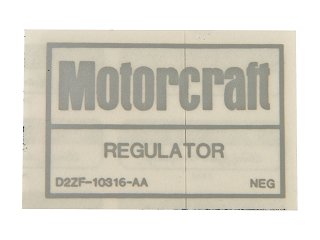 Motorcraft
REGULATOR
D2ZF-10316-AA NEG